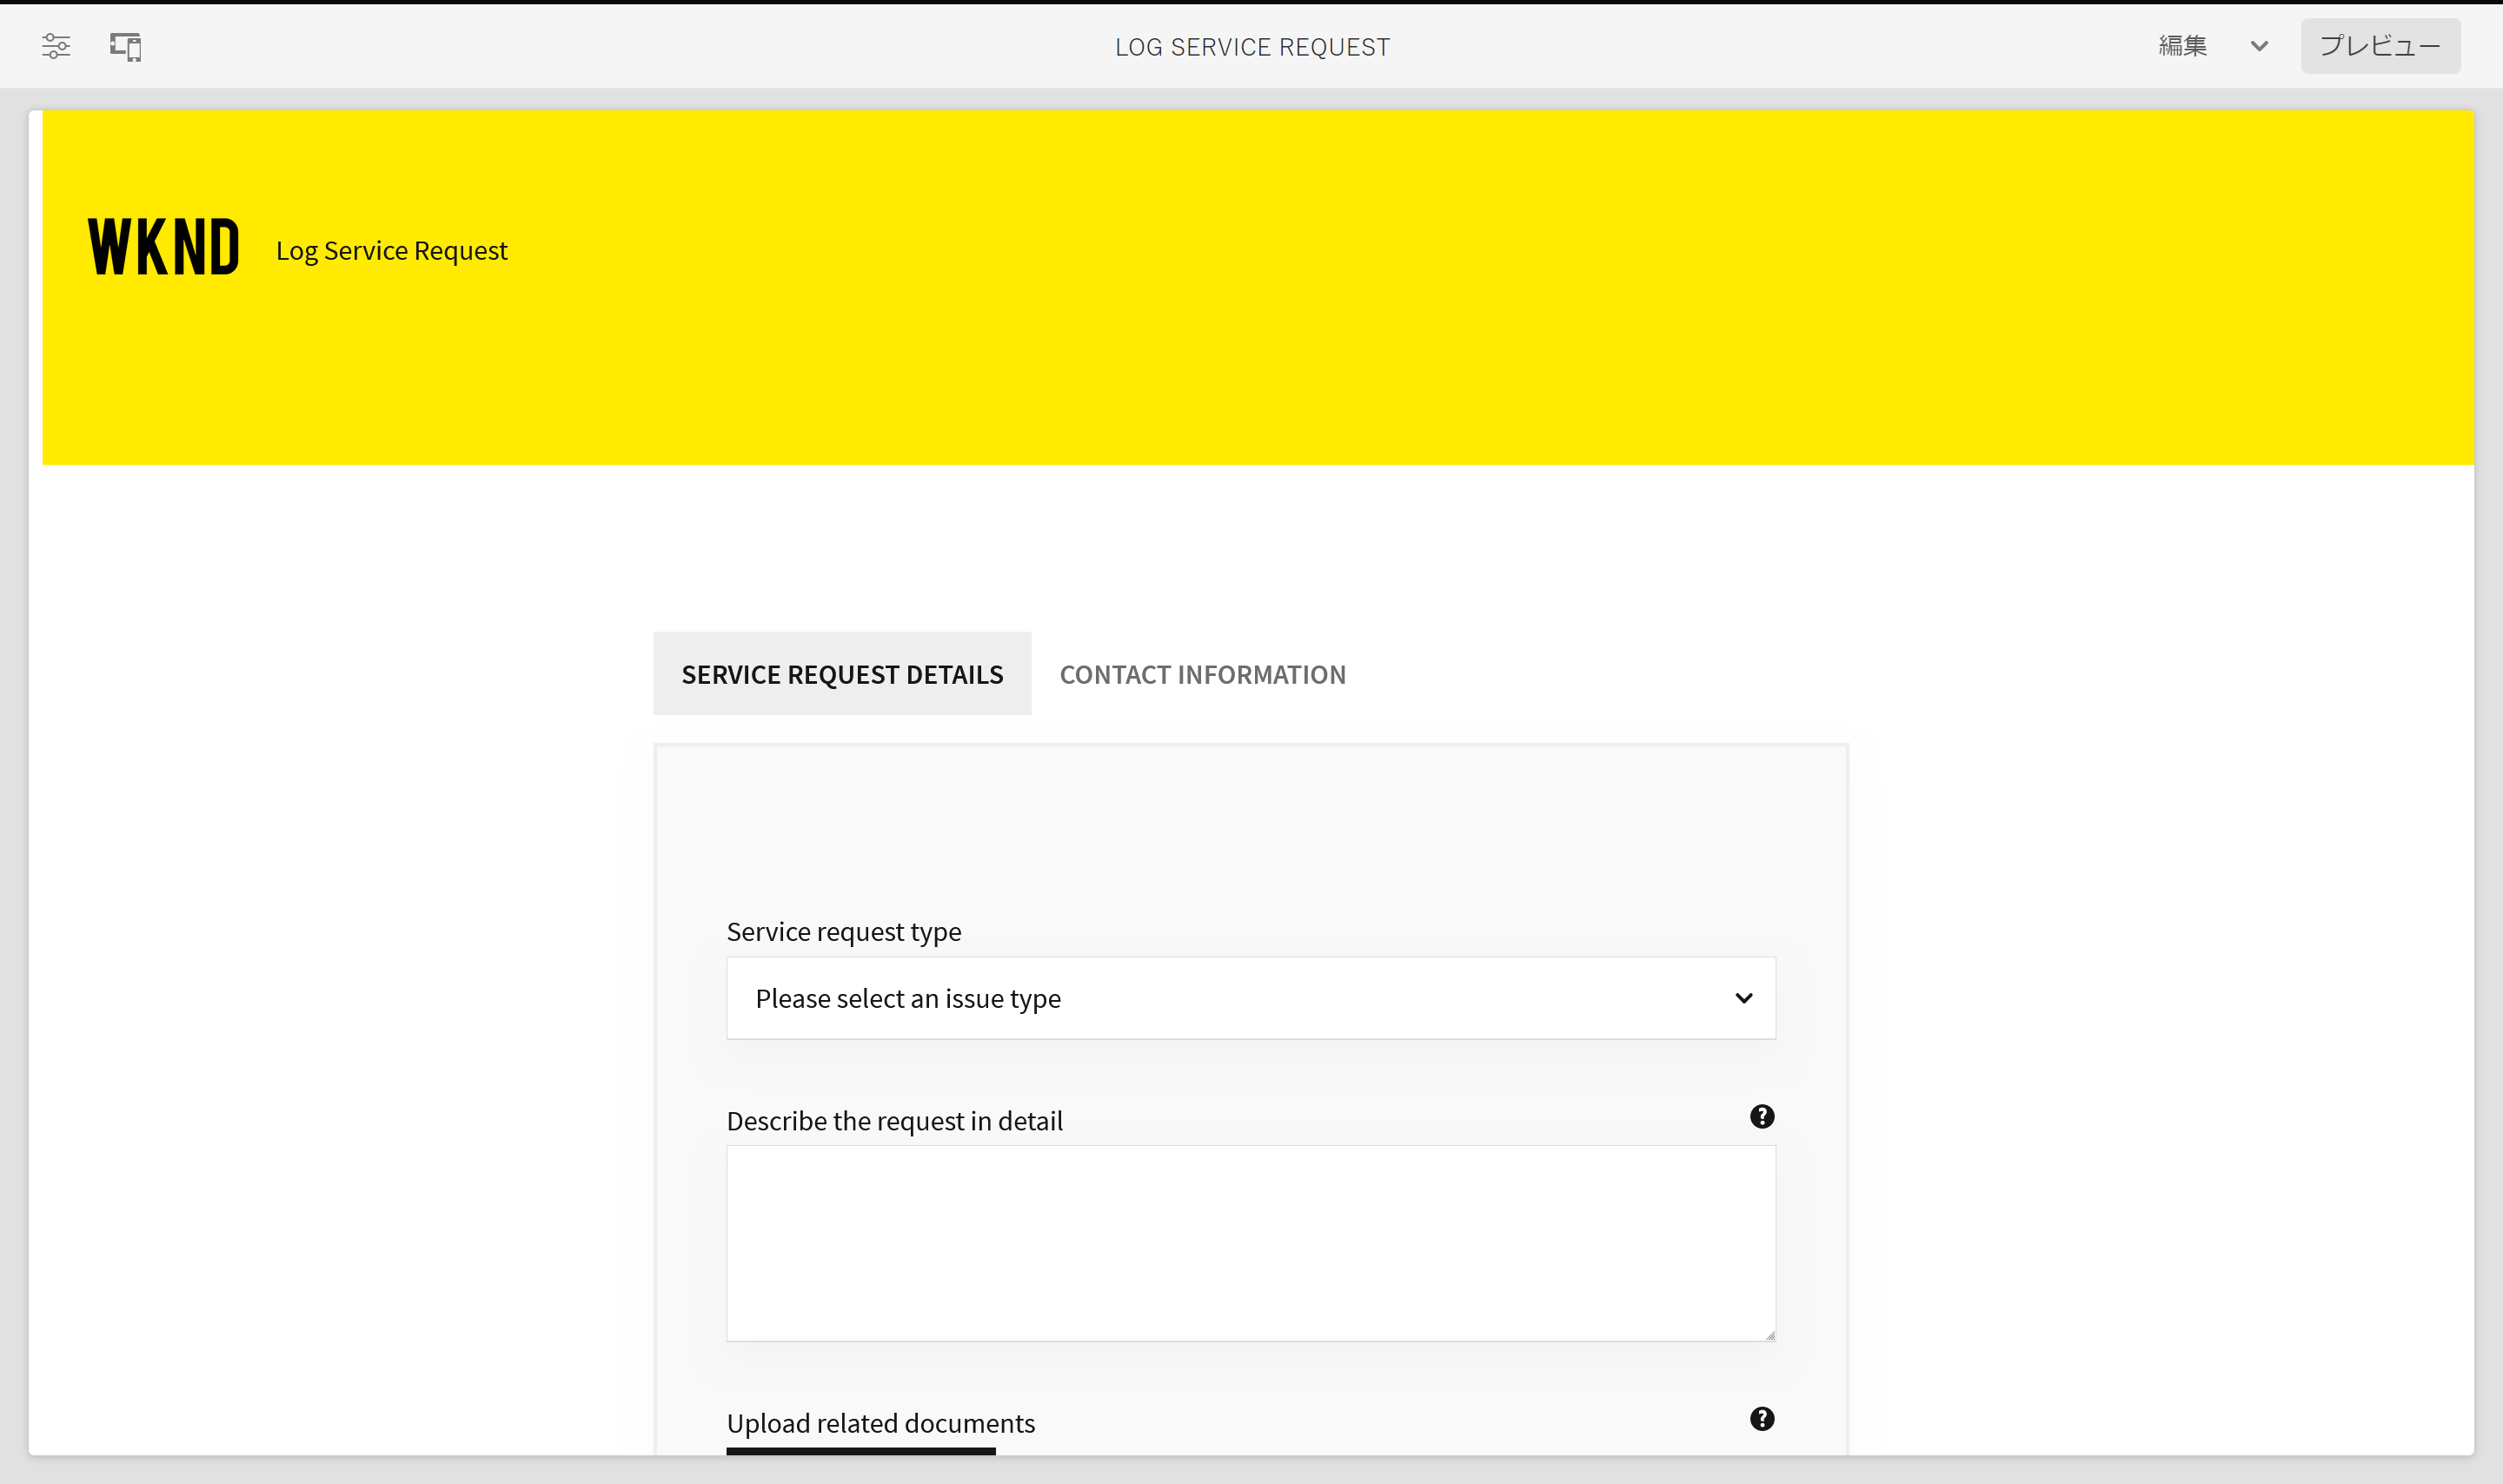 LOG SERVICE REQUEST
編集
プレビュー
WKND
Log Service Request
SERVICE REQUEST DETAILS
CONTACT INFORMATION
Service request type
Please select an issue type
Describe the request in detail
Upload related documents